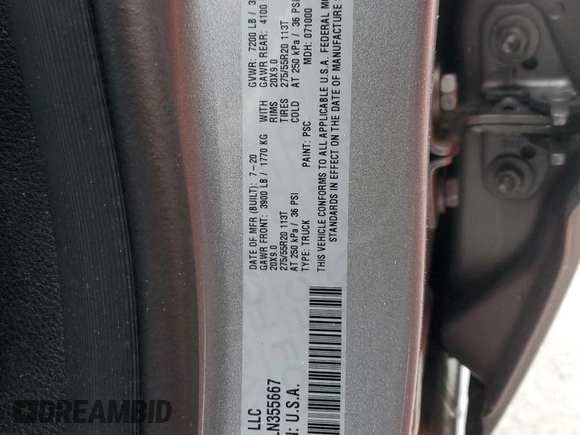 LLC
DATE OF MFR (BUILT): 7-20 GVWR: 7200 LB / 3
GAWR FRONT: 3900 LB / 1770 KG WITH GAWR REAR: 4100
20X9.0 RIMS 20X9.0
275/55R20 113T TIRES 275/55R20 113T
AT 250 kPa / 36 PSI COLD AT 250 kPa / 36 PSI
TYPE: TRUCK PAINT: PSC MDH: 071000
THIS VEHICLE CONFORMS TO ALL APPLICABLE U.S.A. FEDERAL M
STANDARDS IN EFFECT ON THE DATE OF MANUFACTURE
LN355667
N: U.S.A.
DREAMBID